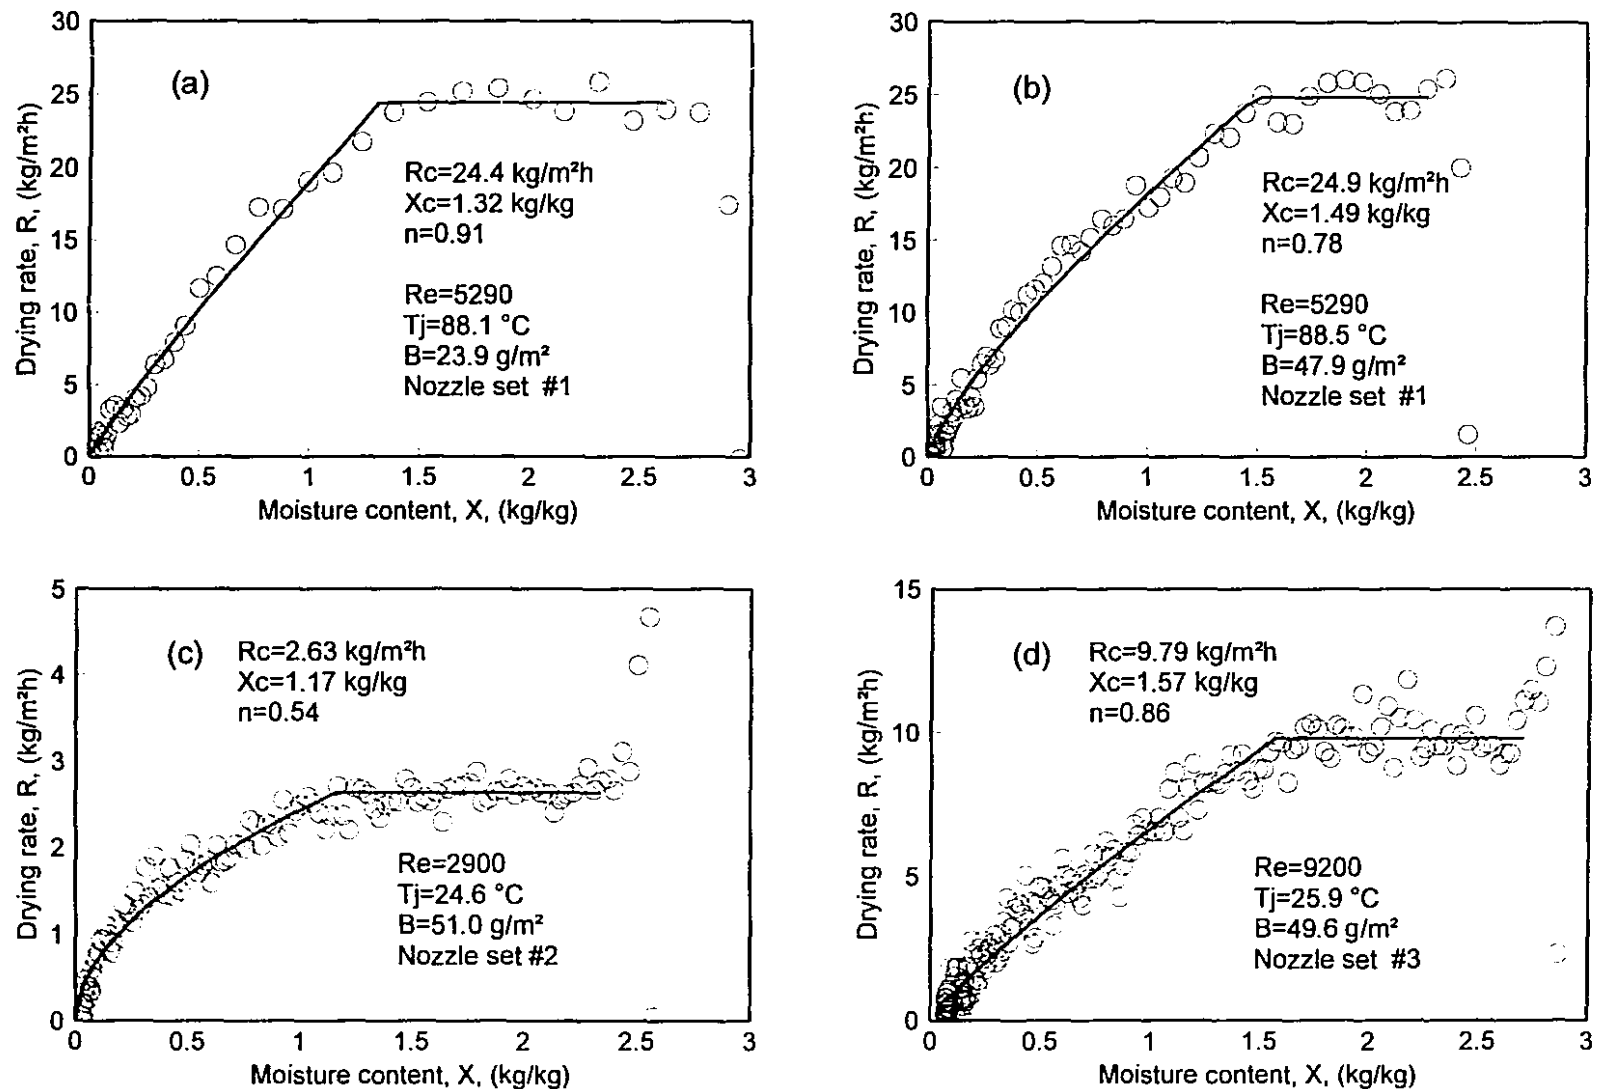 30
25
20
15
10
5
0
Drying rate, R, (kg/m²h)
(a)
Rc=24.4 kg/m²h
Xc=1.32 kg/kg
n=0.91
Re=5290
Tj=88.1 °C
B=23.9 g/m²
Nozzle set #1
0 0.5 1 1.5 2 2.5 3
Moisture content, X, (kg/kg)
30
25
20
15
10
5
0
Drying rate, R, (kg/m²h)
(b)
Rc=24.9 kg/m²h
Xc=1.49 kg/kg
n=0.78
Re=5290
Tj=88.5 °C
B=47.9 g/m²
Nozzle set #1
0 0.5 1 1.5 2 2.5 3
Moisture content, X, (kg/kg)
5
4
3
2
1
0
Drying rate, R, (kg/m²h)
(c)
Rc=2.63 kg/m²h
Xc=1.17 kg/kg
n=0.54
Re=2900
Tj=24.6 °C
B=51.0 g/m²
Nozzle set #2
0 0.5 1 1.5 2 2.5 3
Moisture content, X, (kg/kg)
15
10
5
0
Drying rate, R, (kg/m²h)
(d)
Rc=9.79 kg/m²h
Xc=1.57 kg/kg
n=0.86
Re=9200
Tj=25.9 °C
B=49.6 g/m²
Nozzle set #3
0 0.5 1 1.5 2 2.5 3
Moisture content, X, (kg/kg)